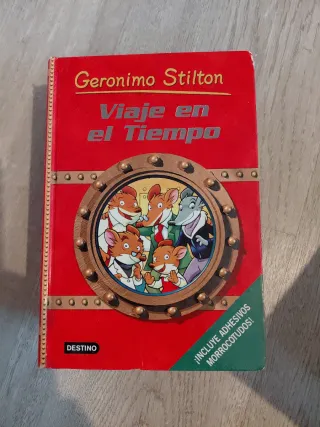 Geronimo Stilton
Viaje en
el Tiempo
¡INCLUYE ADHESIVOS
MORROCOTUDOS!
DESTINO